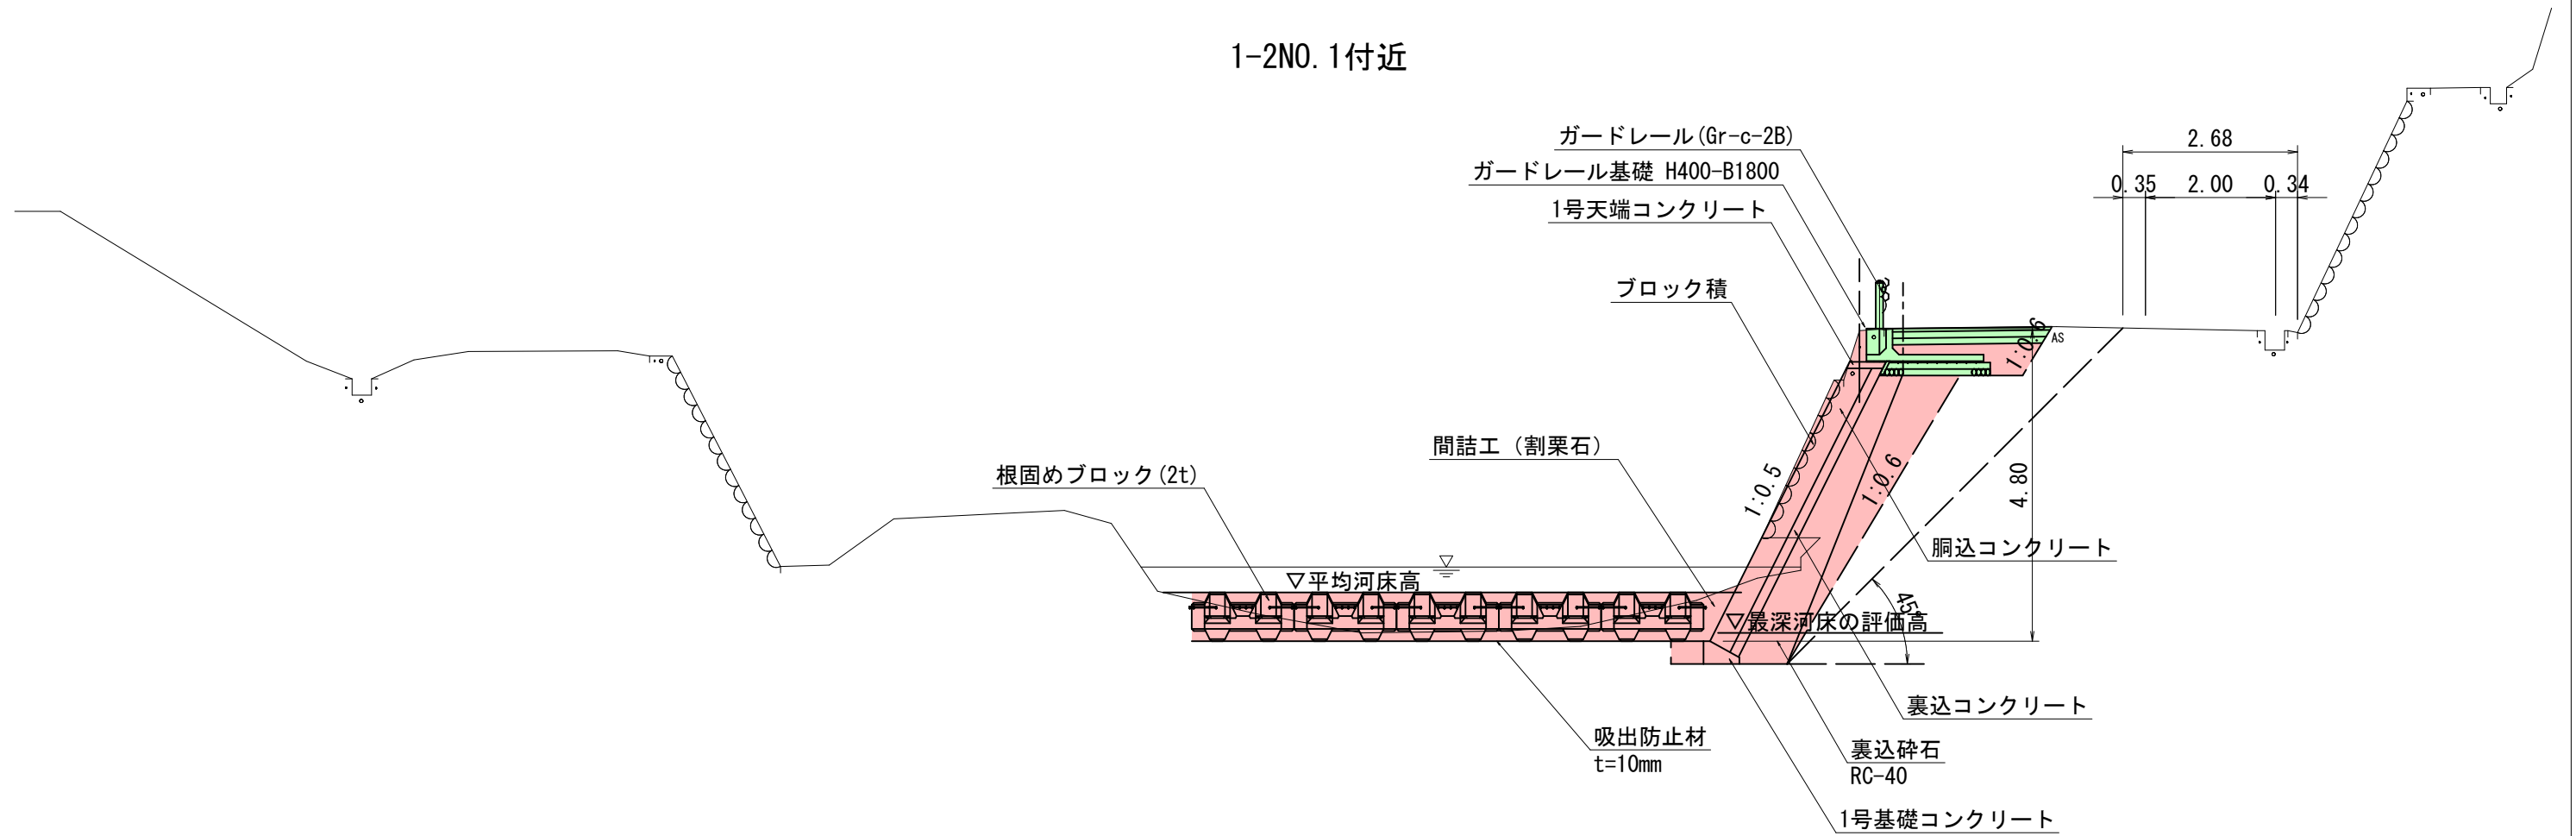 1-2NO.1付近
ガードレール(Gr-c-2B)
ガードレール基礎 H400-B1800
1号天端コンクリート
ブロック積
2.68
0.35 2.00 0.34
1:0.6
AS
間詰工（割栗石）
根固めブロック(2t)
1:0.5
1:0.6
4.80
胴込コンクリート
▽平均河床高
45°
▽最深河床の評価高
裏込コンクリート
吸出防止材
t=10mm
裏込砕石
RC-40
1号基礎コンクリート